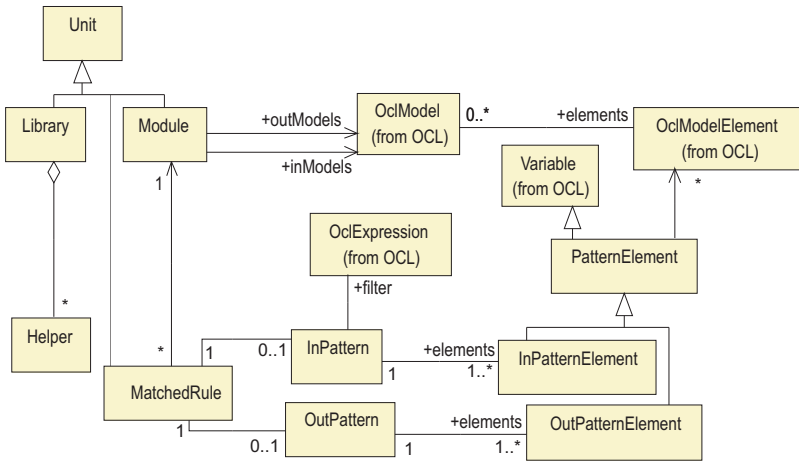 Unit
Library
Module
+outModels
+inModels
OclModel
(from OCL)
0..*
+elements
OclModelElement
(from OCL)
1
Variable
(from OCL)
*
OclExpression
(from OCL)
PatternElement
+filter
*
Helper
*
1
0..1
InPattern
1
+elements
1..*
InPatternElement
MatchedRule
1
0..1
OutPattern
1
+elements
1..*
OutPatternElement